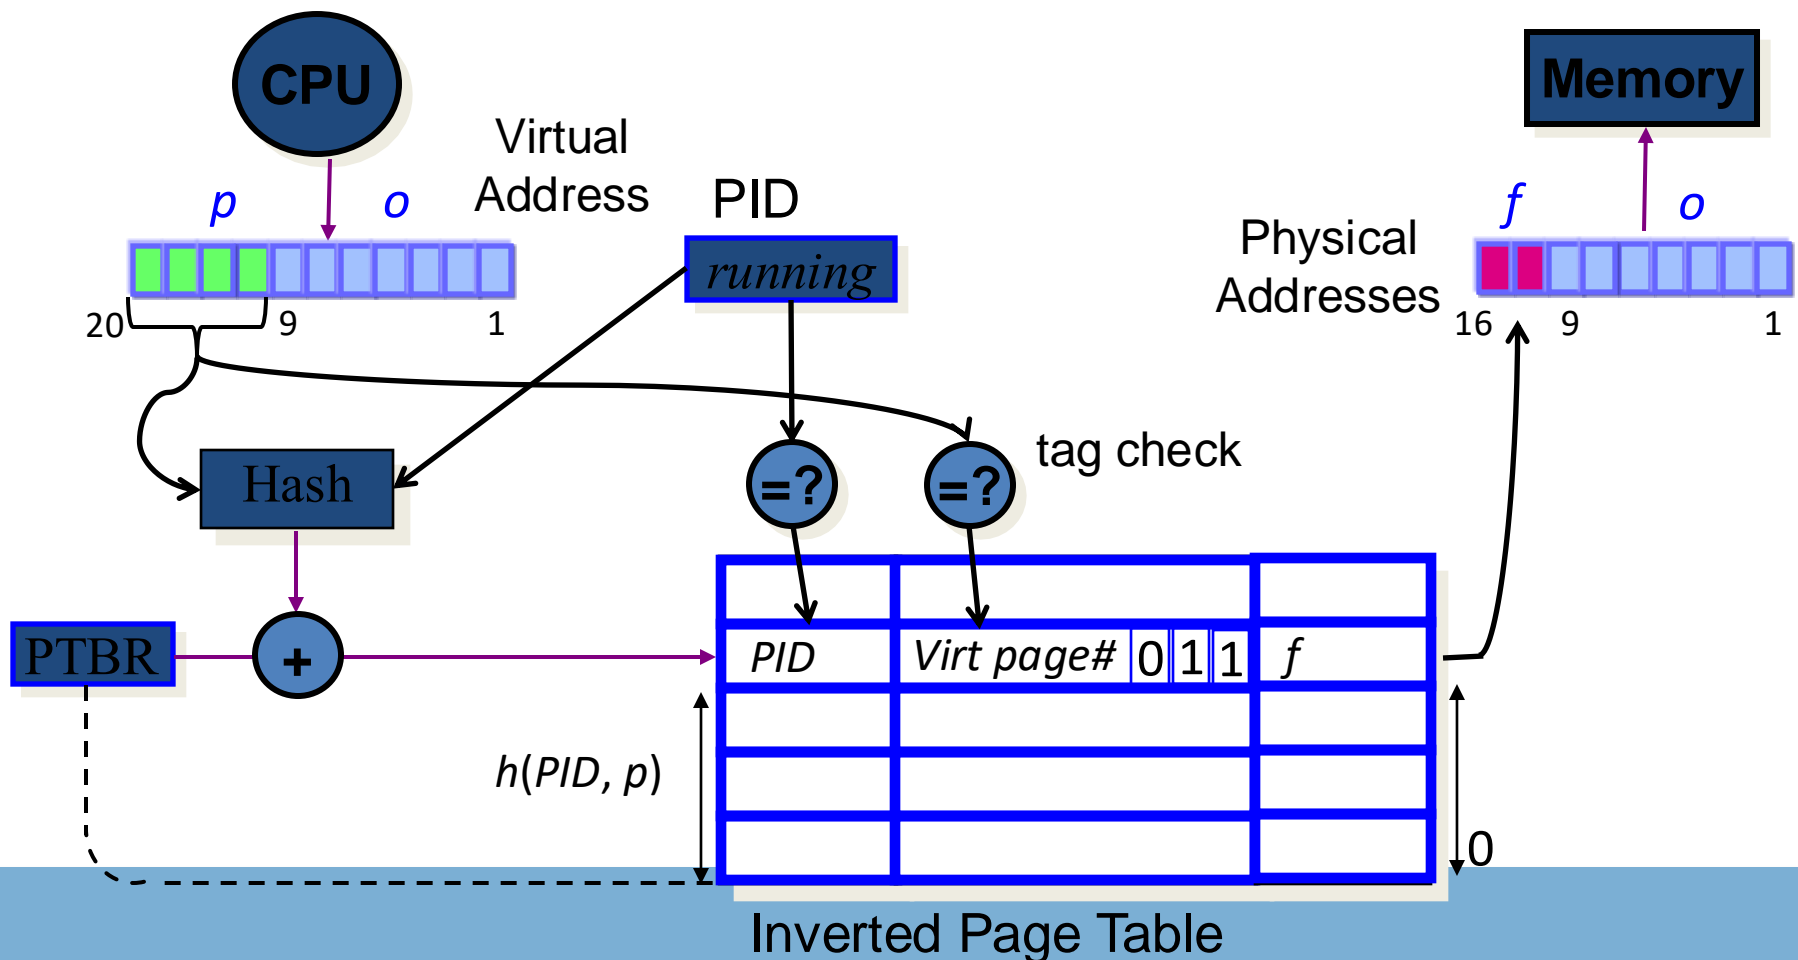 CPU
Memory
Virtual
Address
PID
p
o
f
o
running
Physical
Addresses
20
9
1
16
9
1
Hash
=?
=?
tag check
PTBR
+
PID
Virt page#
0
1
1
f
h(PID, p)
0
Inverted Page Table